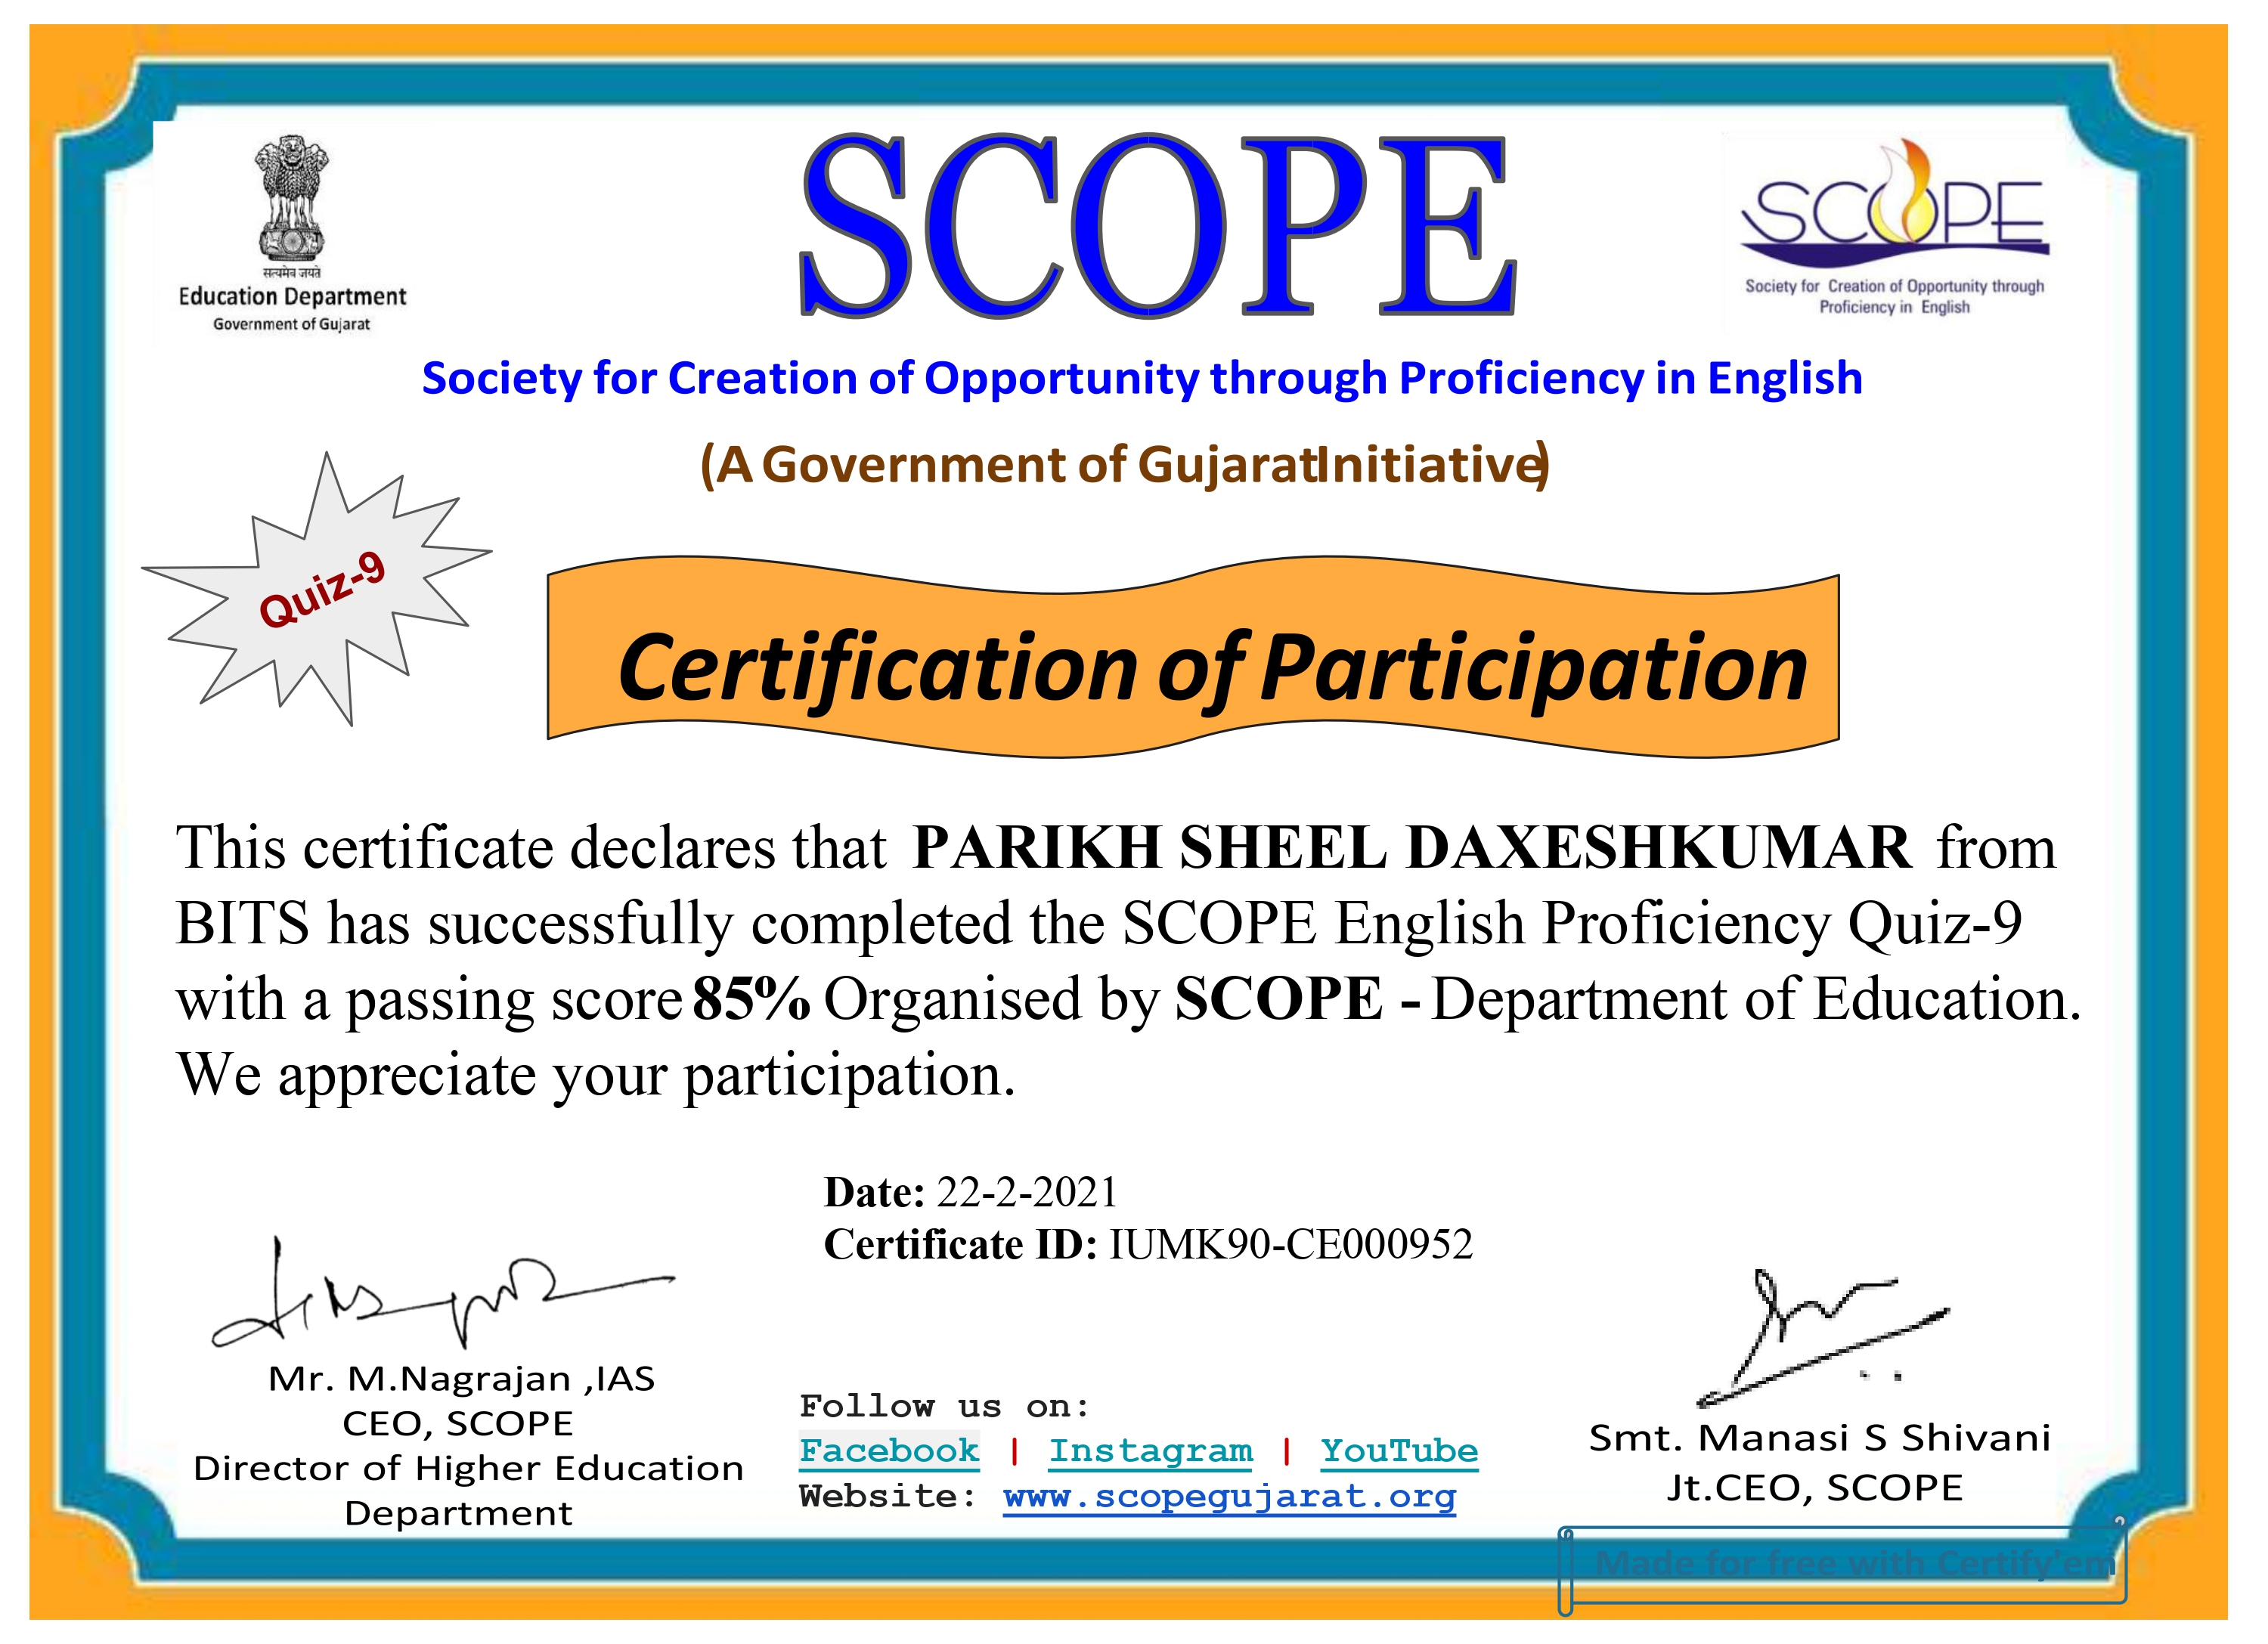 सत्यमेव जयते
Education Department
Government of Gujarat
SCOPE
SCOPE
Society for Creation of Opportunity through
Proficiency in English
Society for Creation of Opportunity through Proficiency in English
(A Government of GujaratInitiative)
Quiz-9
Certification of Participation
This certificate declares that PARIKH SHEEL DAXESHKUMAR from
BITS has successfully completed the SCOPE English Proficiency Quiz-9
with a passing score 85% Organised by SCOPE - Department of Education.
We appreciate your participation.
Date: 22-2-2021
Certificate ID: IUMK90-CE000952
Mr. M.Nagrajan ,IAS
CEO, SCOPE
Director of Higher Education
Department
Follow us on:
Facebook | Instagram | YouTube
Website: www.scopegujarat.org
Smt. Manasi S Shivani
Jt.CEO, SCOPE
Made for free with Certify'em